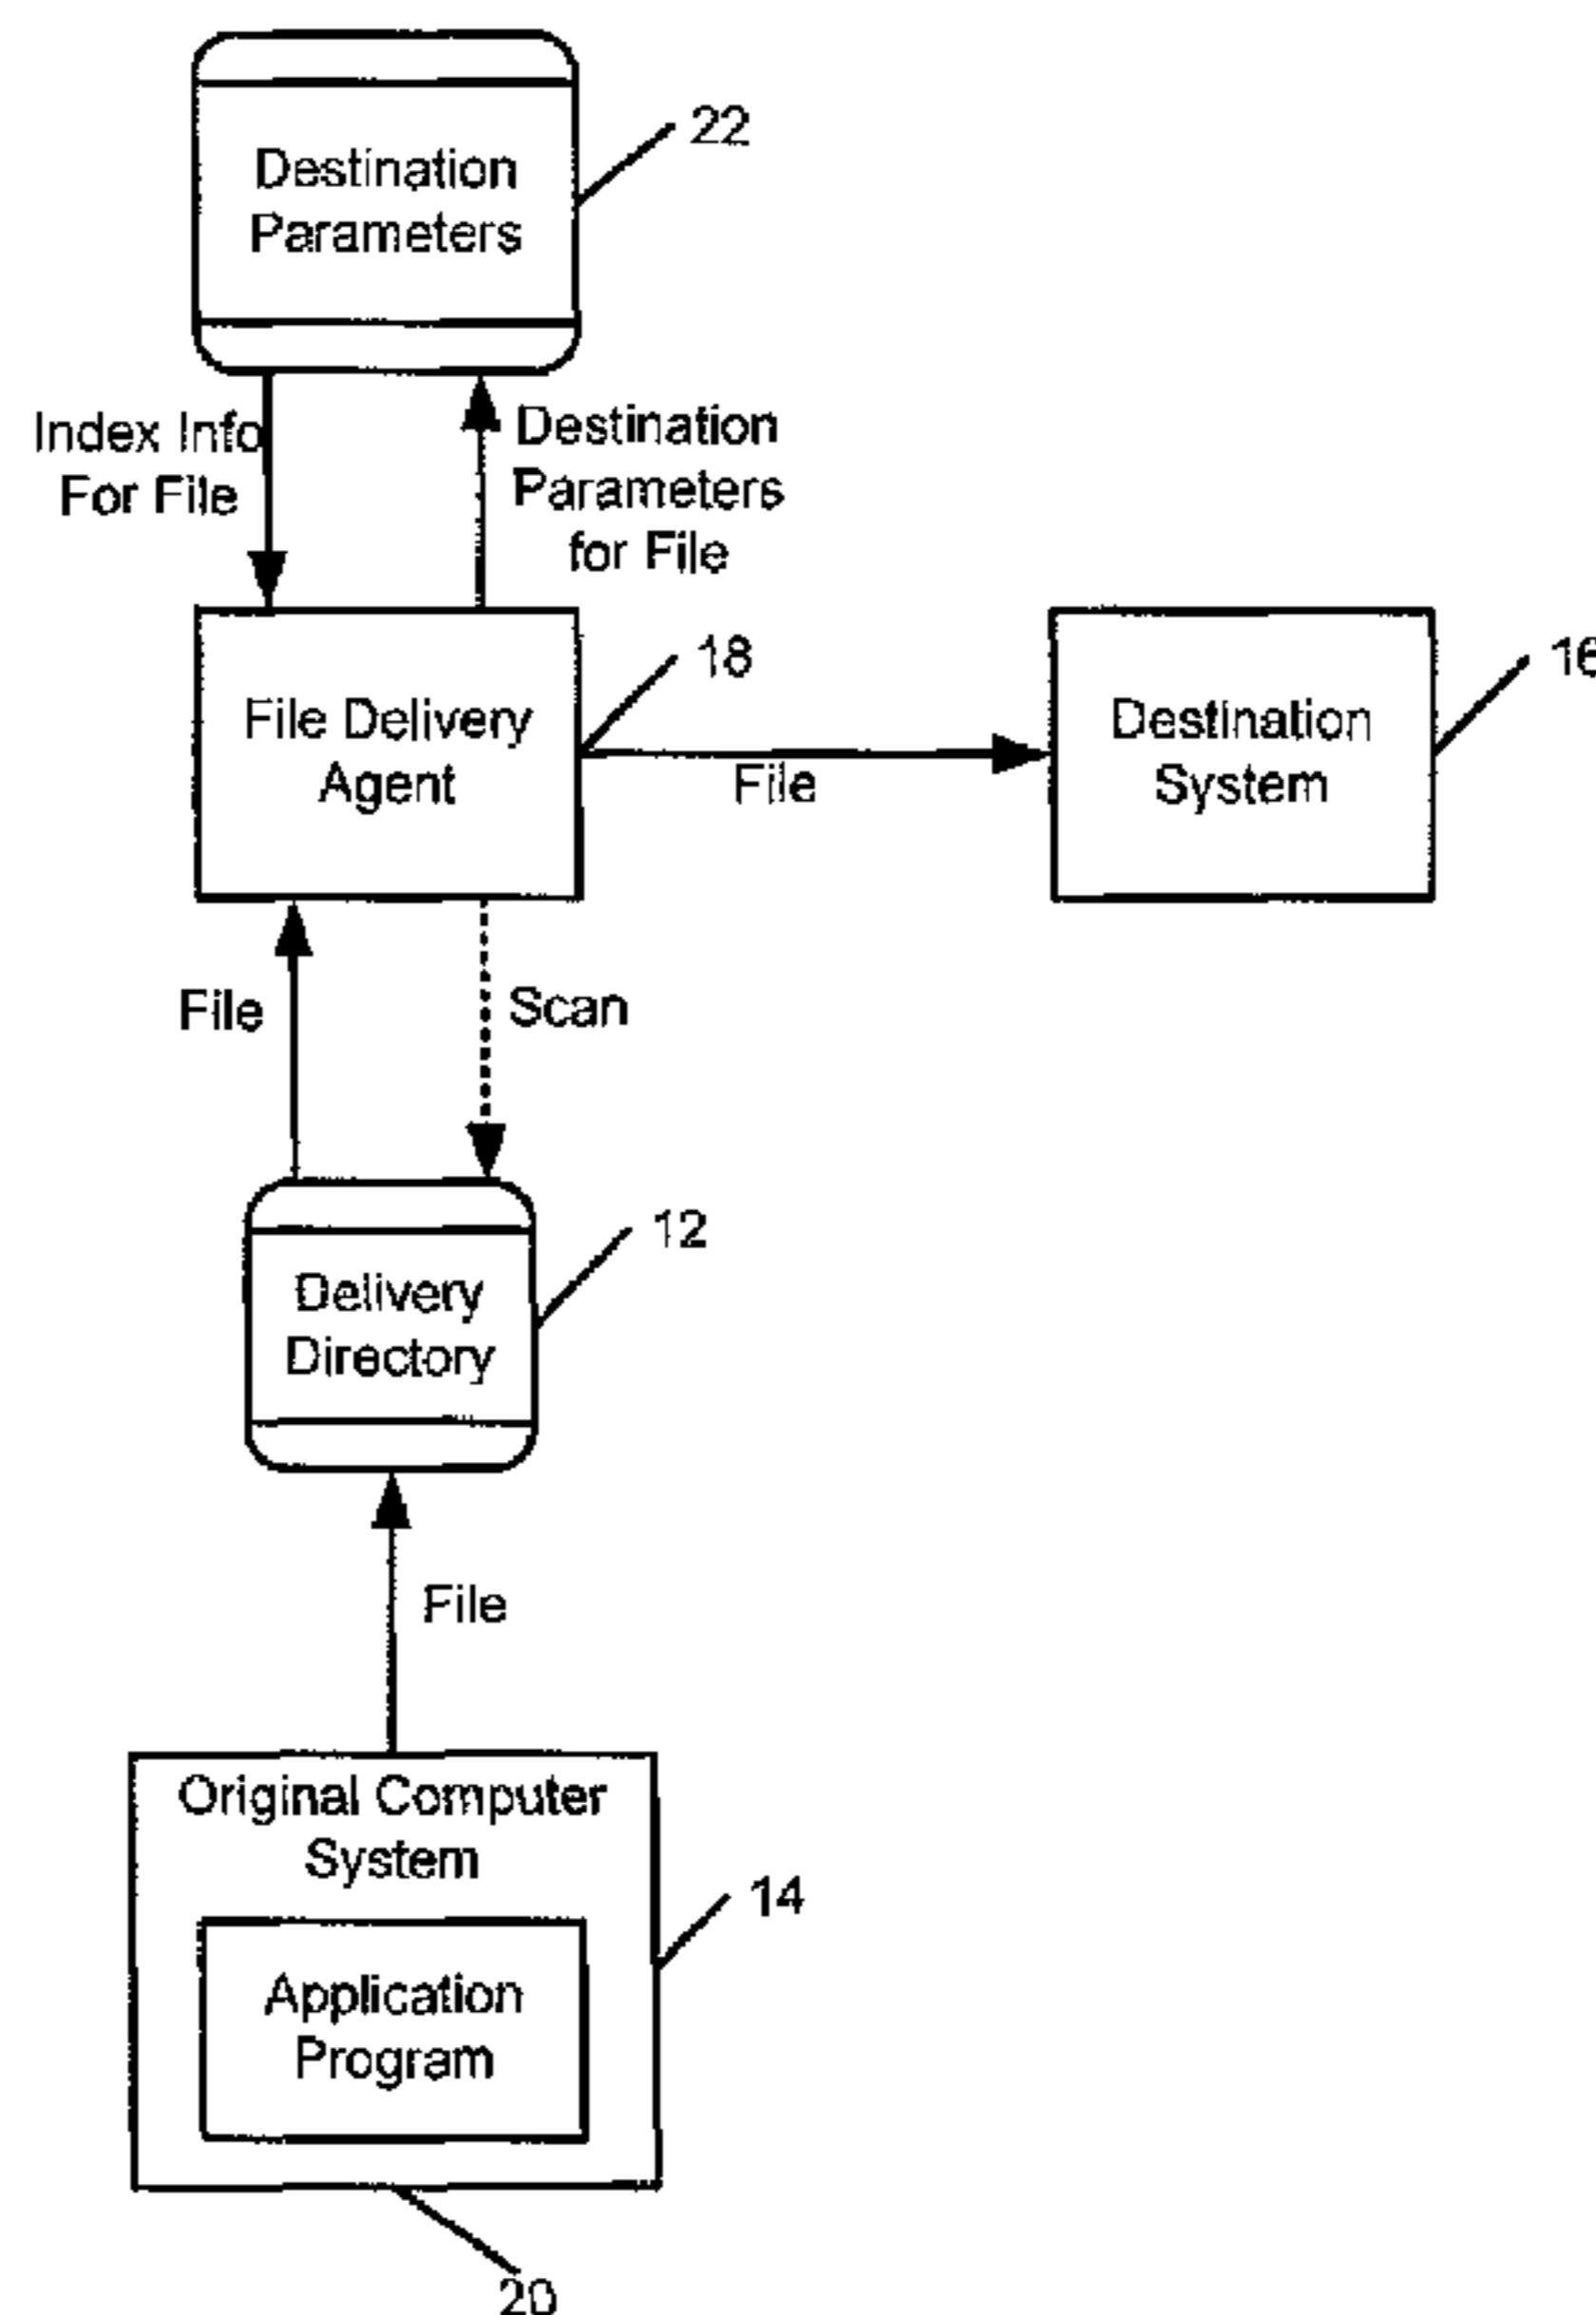 Destination
Parameters
22
Index Info
For File
Destination
Parameters
for File
File Delivery
Agent
18
File
Destination
System
16
File
Scan
Delivery
Directory
12
File
Original Computer
System
Application
Program
14
20